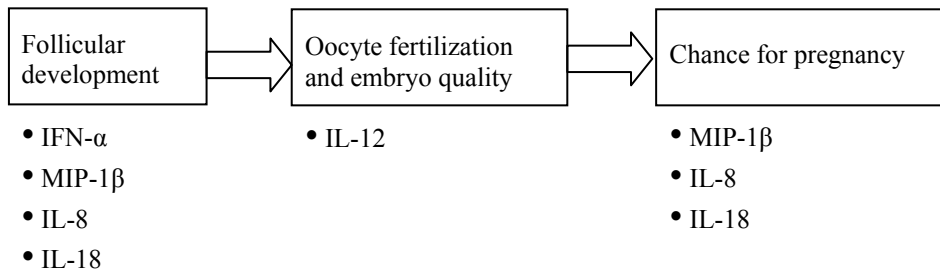 Follicular
development
• IFN-α
• MIP-1β
• IL-8
• IL-18
Oocyte fertilization
and embryo quality
• IL-12
Chance for pregnancy
• MIP-1β
• IL-8
• IL-18